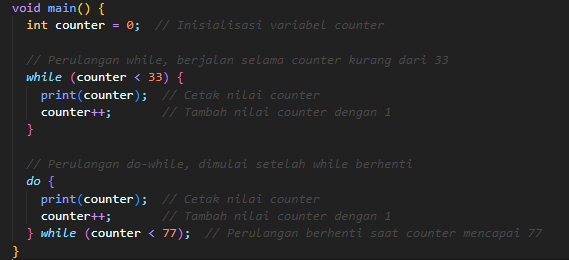 void main() {
  int counter = 0;  // Inisialisasi variabel counter
  // Perulangan while, berjalan selama counter kurang dari 33
  while (counter < 33) {
    print(counter);  // Cetak nilai counter
    counter++;       // Tambah nilai counter dengan 1
  }
  // Perulangan do-while, dimulai setelah while berhenti
  do {
    print(counter);  // Cetak nilai counter
    counter++;       // Tambah nilai counter dengan 1
  } while (counter < 77);  // Perulangan berhenti saat counter mencapai 77
}